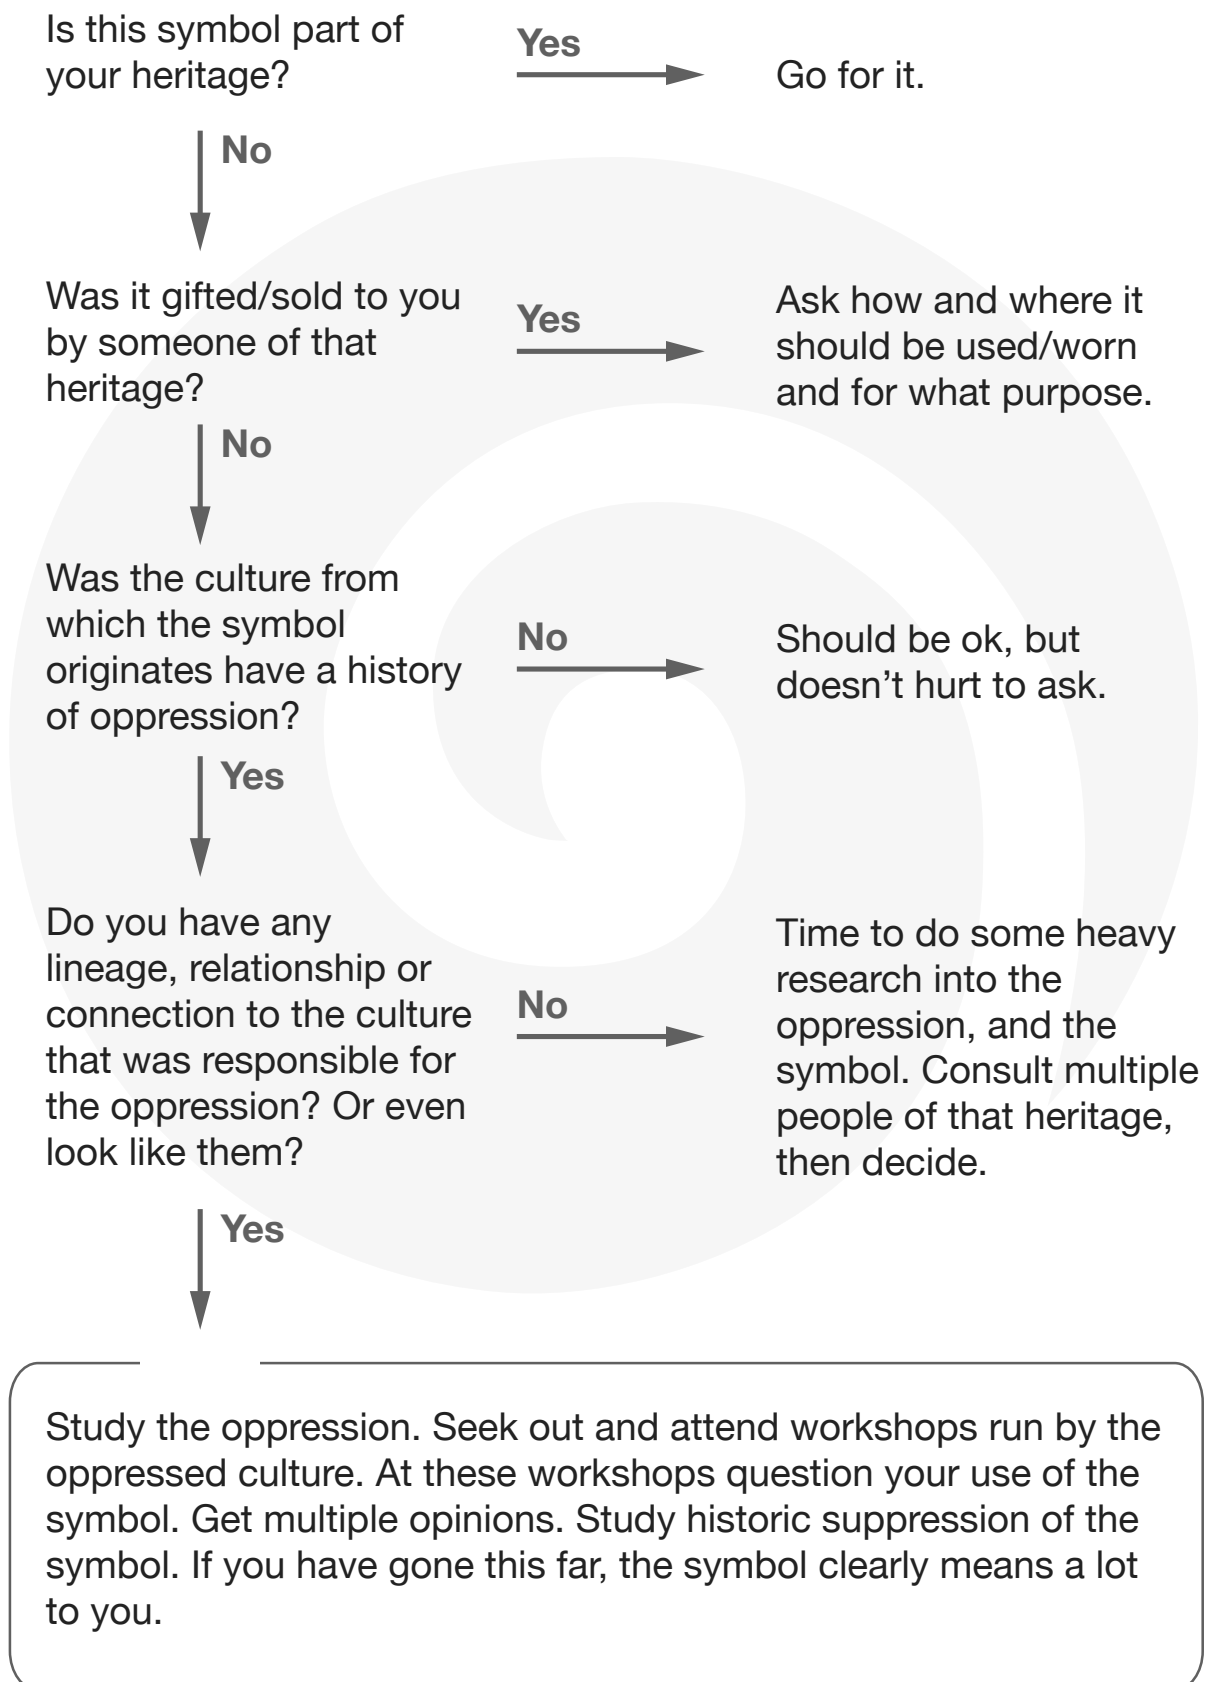 Is this symbol part of
your heritage?
Yes
Go for it.
No
Was it gifted/sold to you
by someone of that
heritage?
Yes
Ask how and where it
should be used/worn
and for what purpose.
No
Was the culture from
which the symbol
originates have a history
of oppression?
No
Should be ok, but
doesn’t hurt to ask.
Yes
Do you have any
lineage, relationship or
connection to the culture
that was responsible for
the oppression? Or even
look like them?
No
Time to do some heavy
research into the
oppression, and the
symbol. Consult multiple
people of that heritage,
then decide.
Yes
Study the oppression. Seek out and attend workshops run by the
oppressed culture. At these workshops question your use of the
symbol. Get multiple opinions. Study historic suppression of the
symbol. If you have gone this far, the symbol clearly means a lot
to you.